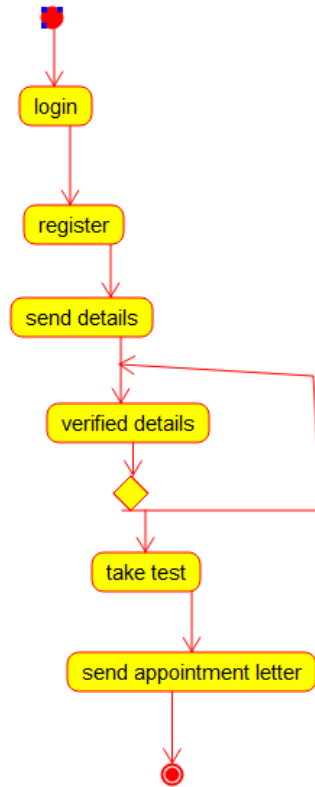 login
register
send details
verified details
take test
send appointment letter